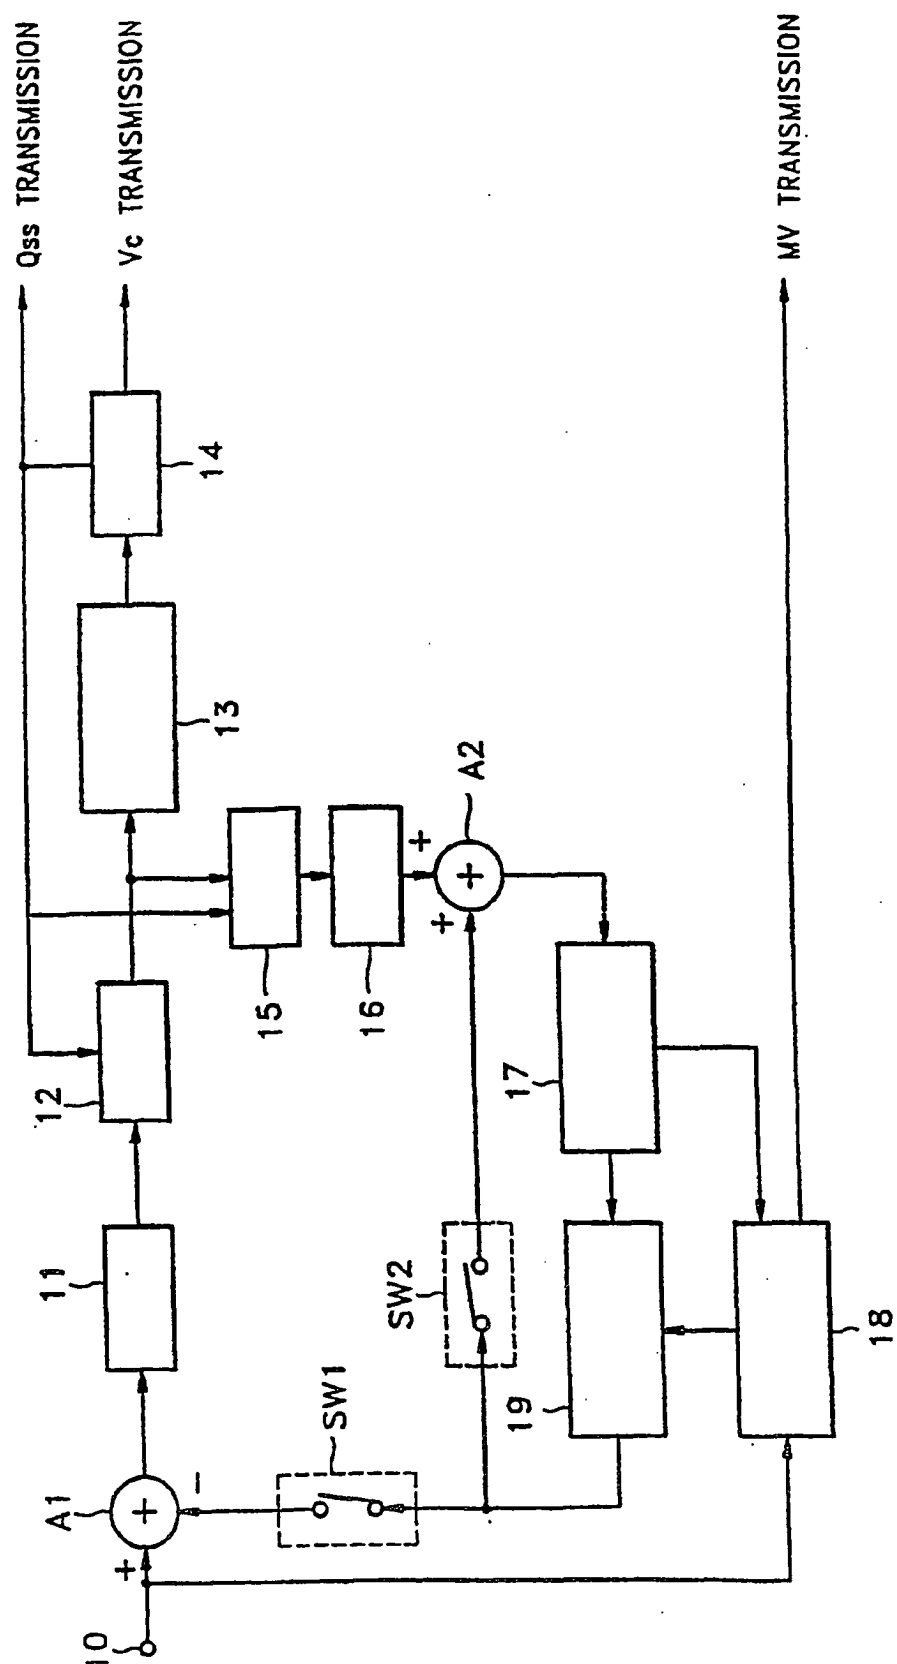 Qss TRANSMISSION
Vc TRANSMISSION
MV TRANSMISSION
14
13
A2
+
+
+
15
16
12
17
11
SW2
18
19
SW1
A1
+
−
+
10